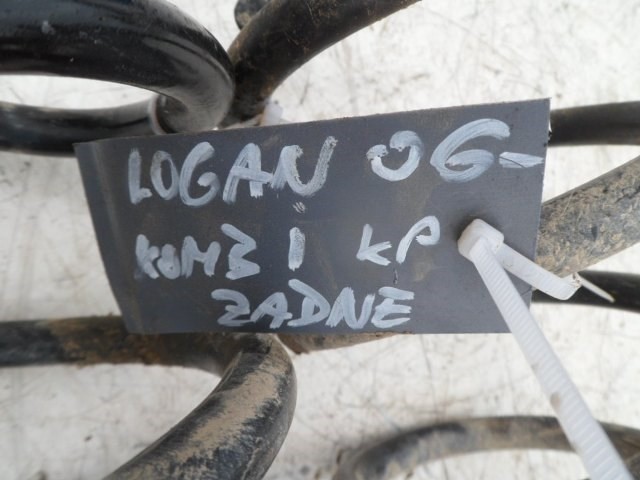 LOGAN 06-
KOMBI KP
ZADNE